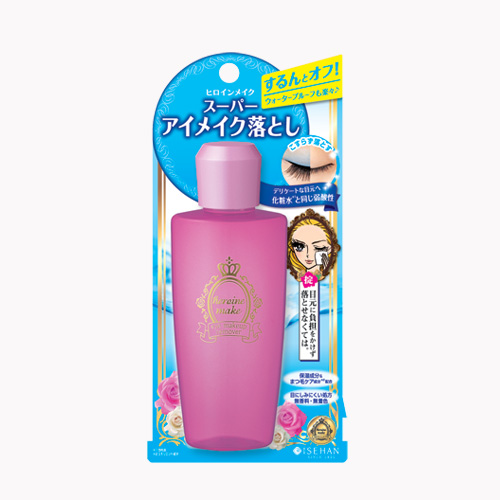 するんとオフ!
ウォータープルーフも楽々♪
ヒロインメイク
スーパー
アイメイク落とし
こすらず落とす
デリケートな目元へ
化粧水と同じ弱酸性
heroine
make
掟
目元に負担をかけず
落とせなくては。
保湿成分&
まつ毛ケア成分配合
目にしみにくい処方
無香料・無着色
ISEHAN